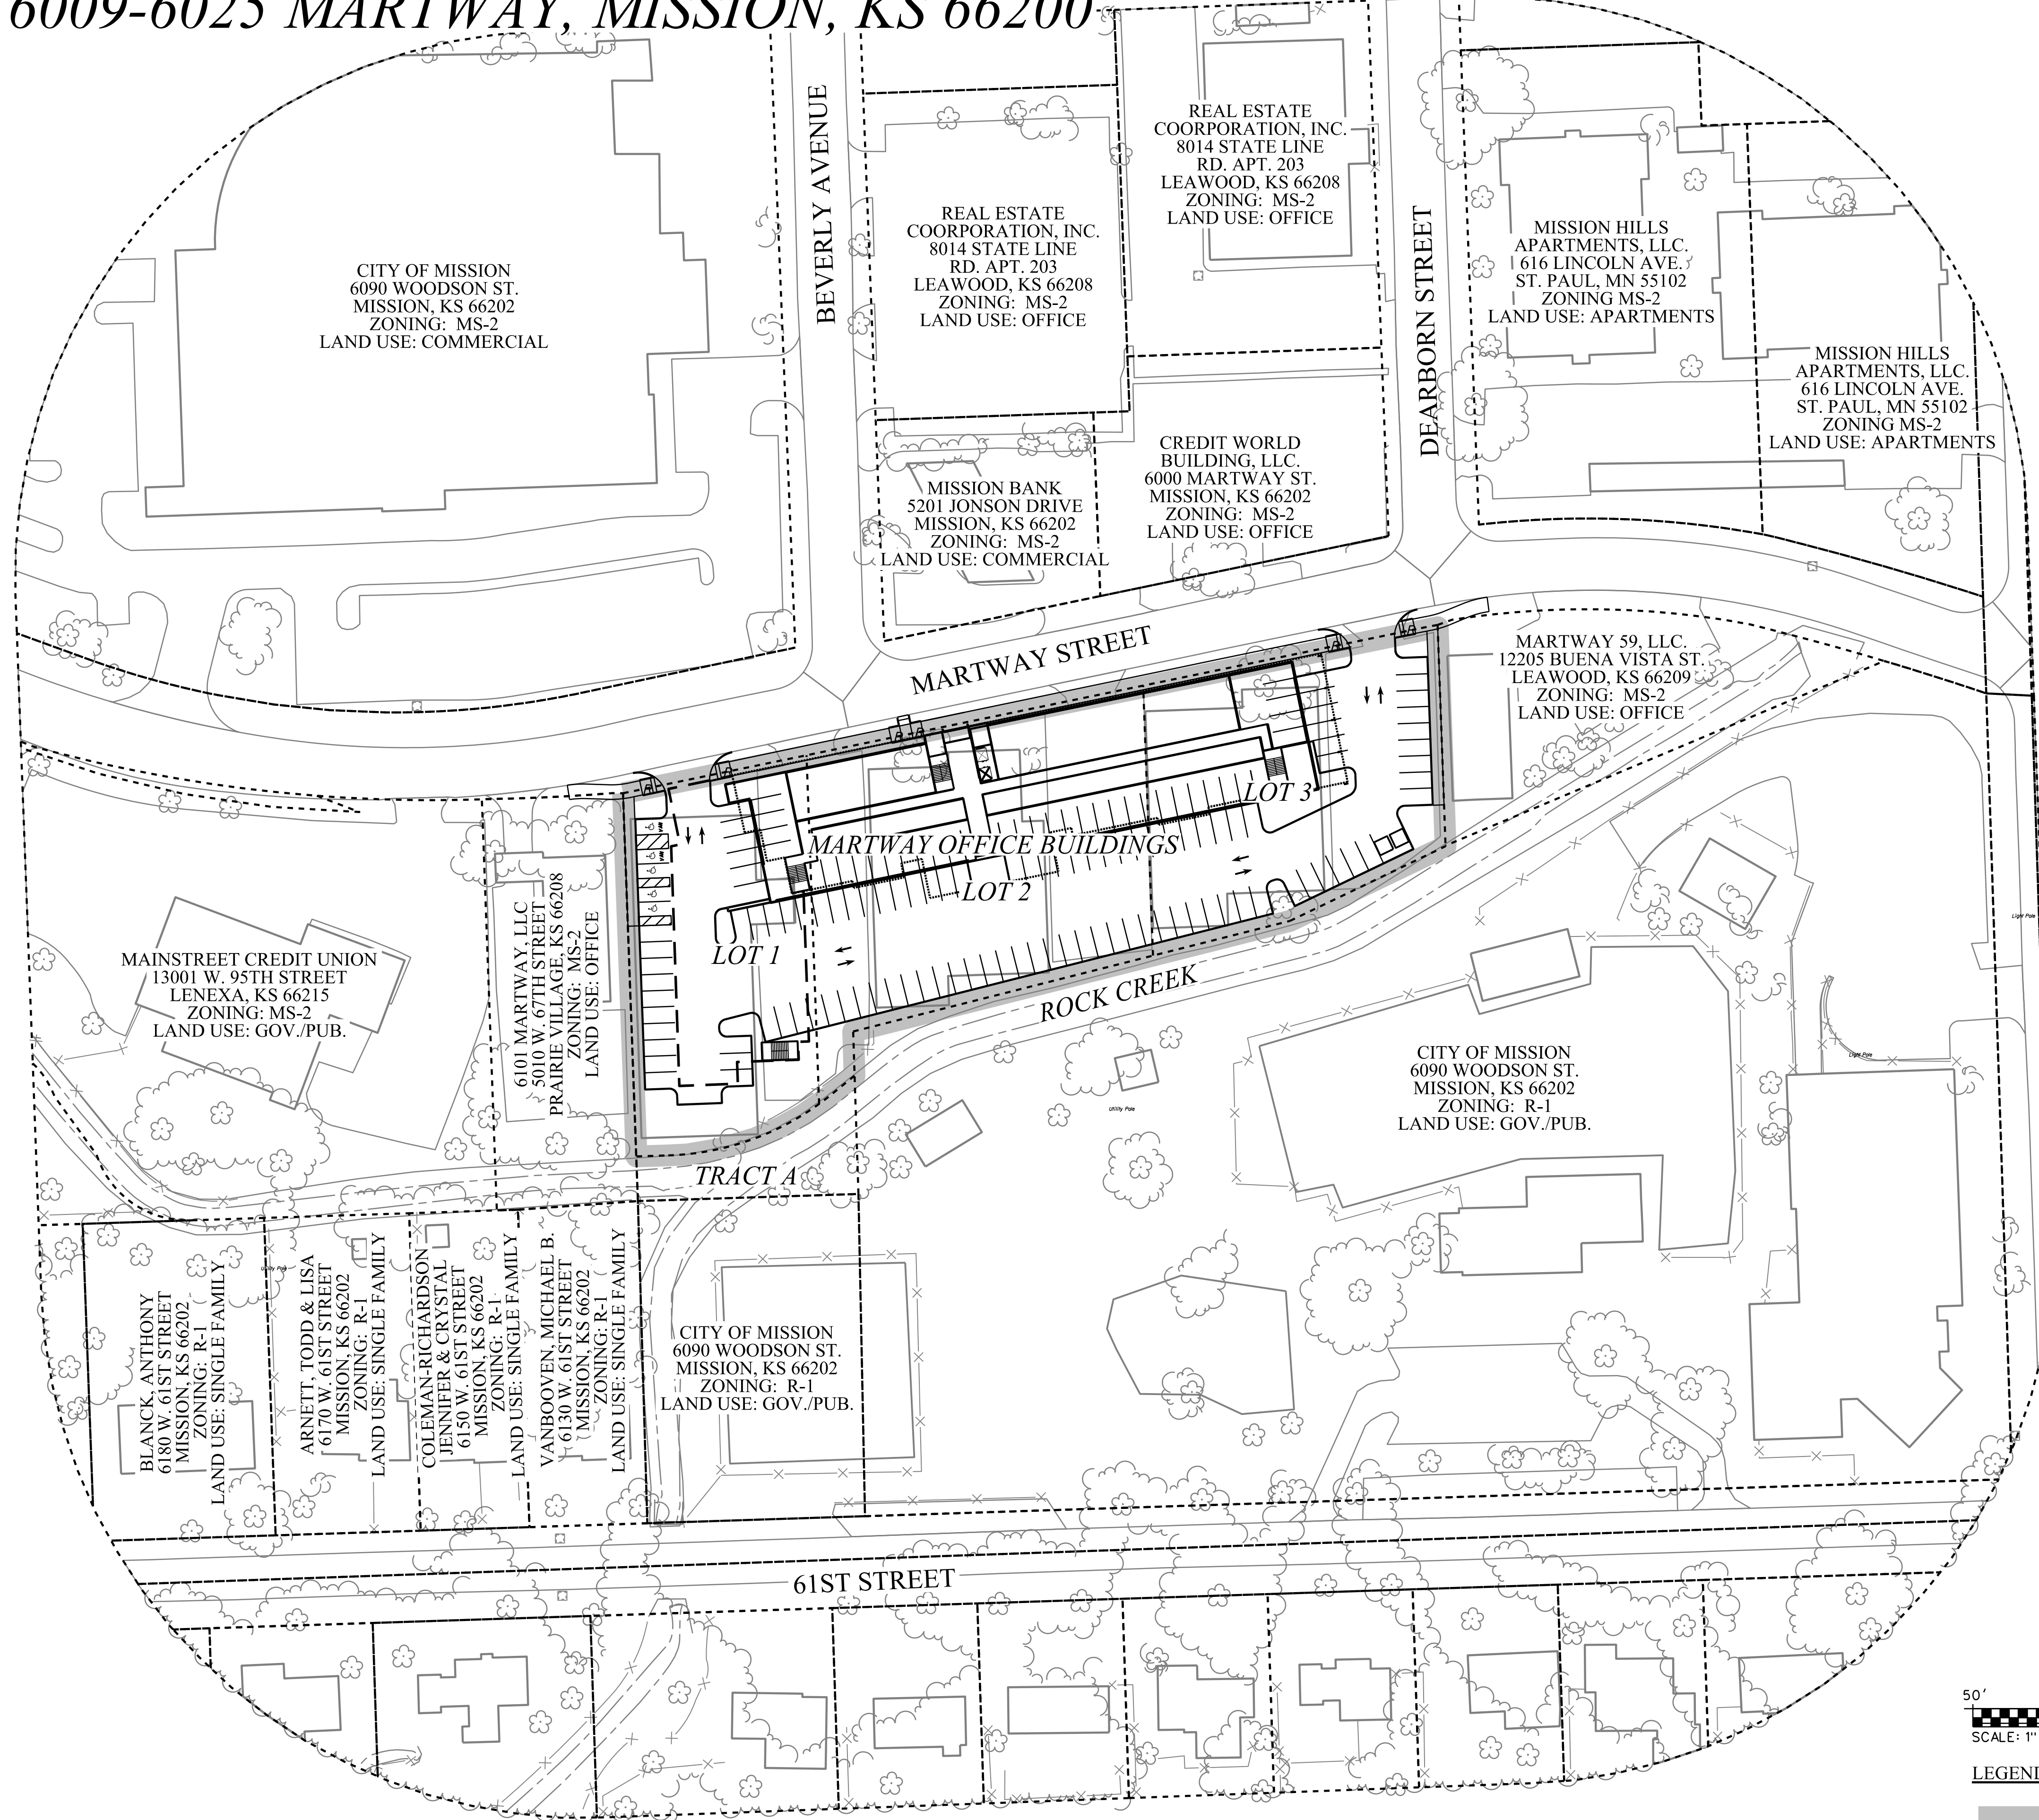 6009-6025 MARTWAY, MISSION, KS 66200
REAL ESTATE
COORPORATION, INC.
8014 STATE LINE
RD. APT. 203
LEAWOOD, KS 66208
ZONING: MS-2
LAND USE: OFFICE
BEVERLY AVENUE
REAL ESTATE
COORPORATION, INC.
8014 STATE LINE
RD. APT. 203
LEAWOOD, KS 66208
ZONING: MS-2
LAND USE: OFFICE
DEARBORN STREET
MISSION HILLS
APARTMENTS, LLC.
616 LINCOLN AVE.
ST. PAUL, MN 55102
ZONING MS-2
LAND USE: APARTMENTS
CITY OF MISSION
6090 WOODSON ST.
MISSION, KS 66202
ZONING: MS-2
LAND USE: COMMERCIAL
MISSION HILLS
APARTMENTS, LLC.
616 LINCOLN AVE.
ST. PAUL, MN 55102
ZONING MS-2
LAND USE: APARTMENTS
CREDIT WORLD
BUILDING, LLC.
6000 MARTWAY ST.
MISSION, KS 66202
ZONING: MS-2
LAND USE: OFFICE
MISSION BANK
5201 JONSON DRIVE
MISSION, KS 66202
ZONING: MS-2
LAND USE: COMMERCIAL
MARTWAY STREET
MARTWAY 59, LLC.
12205 BUENA VISTA ST.
LEAWOOD, KS 66209
ZONING: MS-2
LAND USE: OFFICE
LOT 3
MARTWAY OFFICE BUILDINGS
LOT 2
LOT 1
6101 MARTWAY, LLC
5010 W. 67TH STREET
PRAIRIE VILLAGE, KS 66208
ZONING: MS-2
LAND USE: OFFICE
MAINSTREET CREDIT UNION
13001 W. 95TH STREET
LENEXA, KS 66215
ZONING: MS-2
LAND USE: GOV./PUB.
ROCK CREEK
Light Pole
Light Pole
CITY OF MISSION
6090 WOODSON ST.
MISSION, KS 66202
ZONING: R-1
LAND USE: GOV./PUB.
Utility Pole
TRACT A
Utility Pole
BLANCK, ANTHONY
6180 W. 61ST STREET
MISSION, KS 66202
ZONING: R-1
LAND USE: SINGLE FAMILY
ARNETT, TODD & LISA
6170 W. 61ST STREET
MISSION, KS 66202
ZONING: R-1
LAND USE: SINGLE FAMILY
COLEMAN-RICHARDSON
JENNIFER & CRYSTAL
6150 W. 61ST STREET
MISSION, KS 66202
ZONING: R-1
LAND USE: SINGLE FAMILY
VANBOOVEN, MICHAEL B.
6130 W. 61ST STREET
MISSION, KS 66202
ZONING: R-1
LAND USE: SINGLE FAMILY
CITY OF MISSION
6090 WOODSON ST.
MISSION, KS 66202
ZONING: R-1
LAND USE: GOV./PUB.
61ST STREET
50'
SCALE: 1"
LEGEND